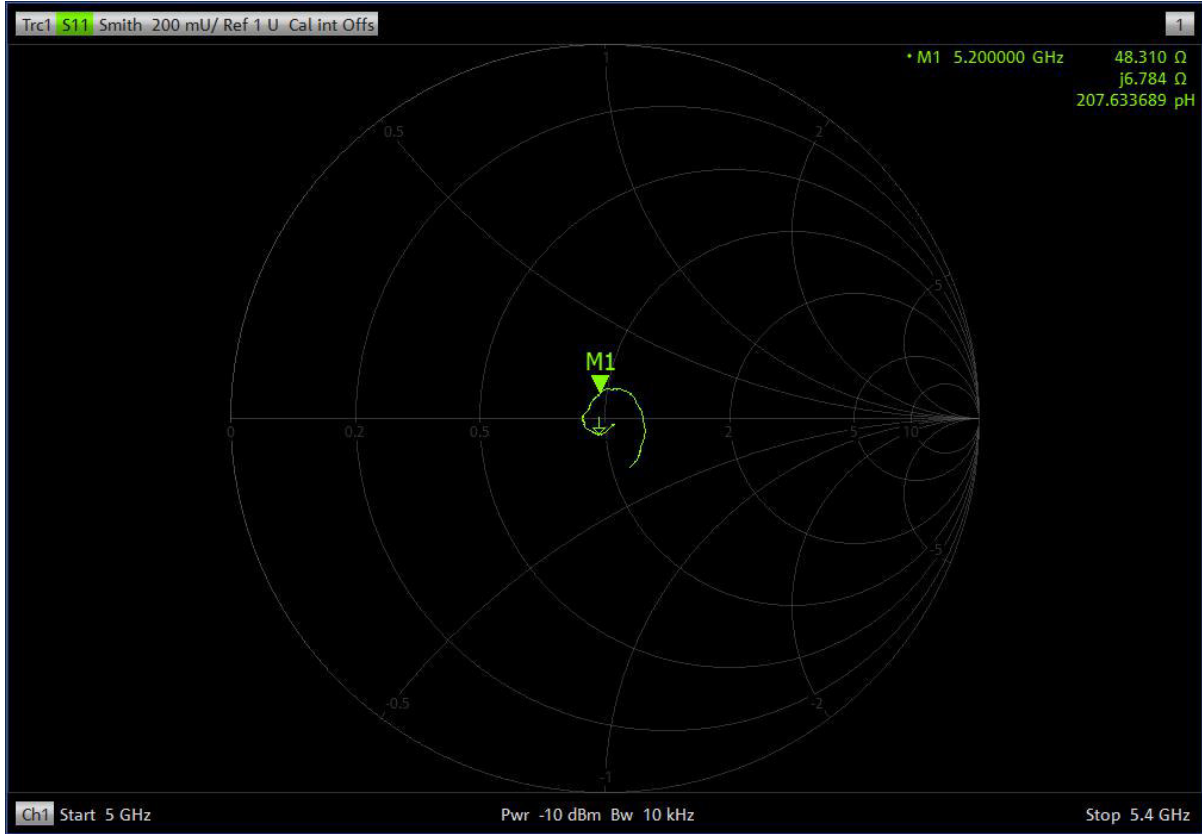 Trc1 S11 Smith 200 mU/ Ref 1 U Cal int Offs
1
• M1 5.200000 GHz 48.310 Ω
j6.784 Ω
207.633689 pH
1
0.5
2
5
M1
0
0.2
0.5
2
5
10
-5
-0.5
-2
-1
Ch1 Start 5 GHz
Pwr -10 dBm Bw 10 kHz
Stop 5.4 GHz